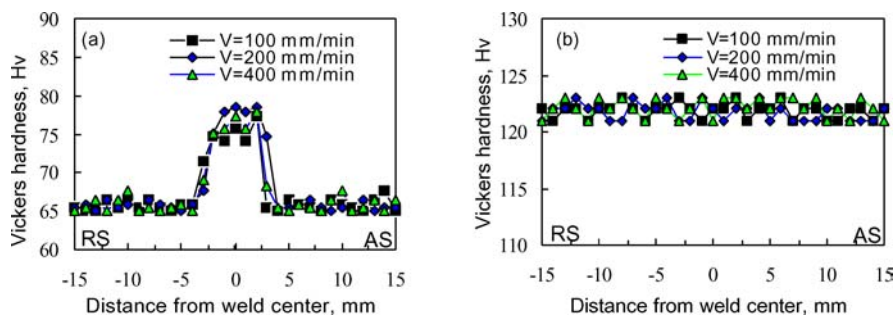 (a)
V=100 mm/min
V=200 mm/min
V=400 mm/min
Vickers hardness, Hv
90
85
80
75
70
65
60
RS
AS
-15 -10 -5 0 5 10 15
Distance from weld center, mm
(b)
V=100 mm/min
V=200 mm/min
V=400 mm/min
Vickers hardness, Hv
130
127
123
119
115
110
RS
AS
-15 -10 -5 0 5 10 15
Distance from weld center, mm